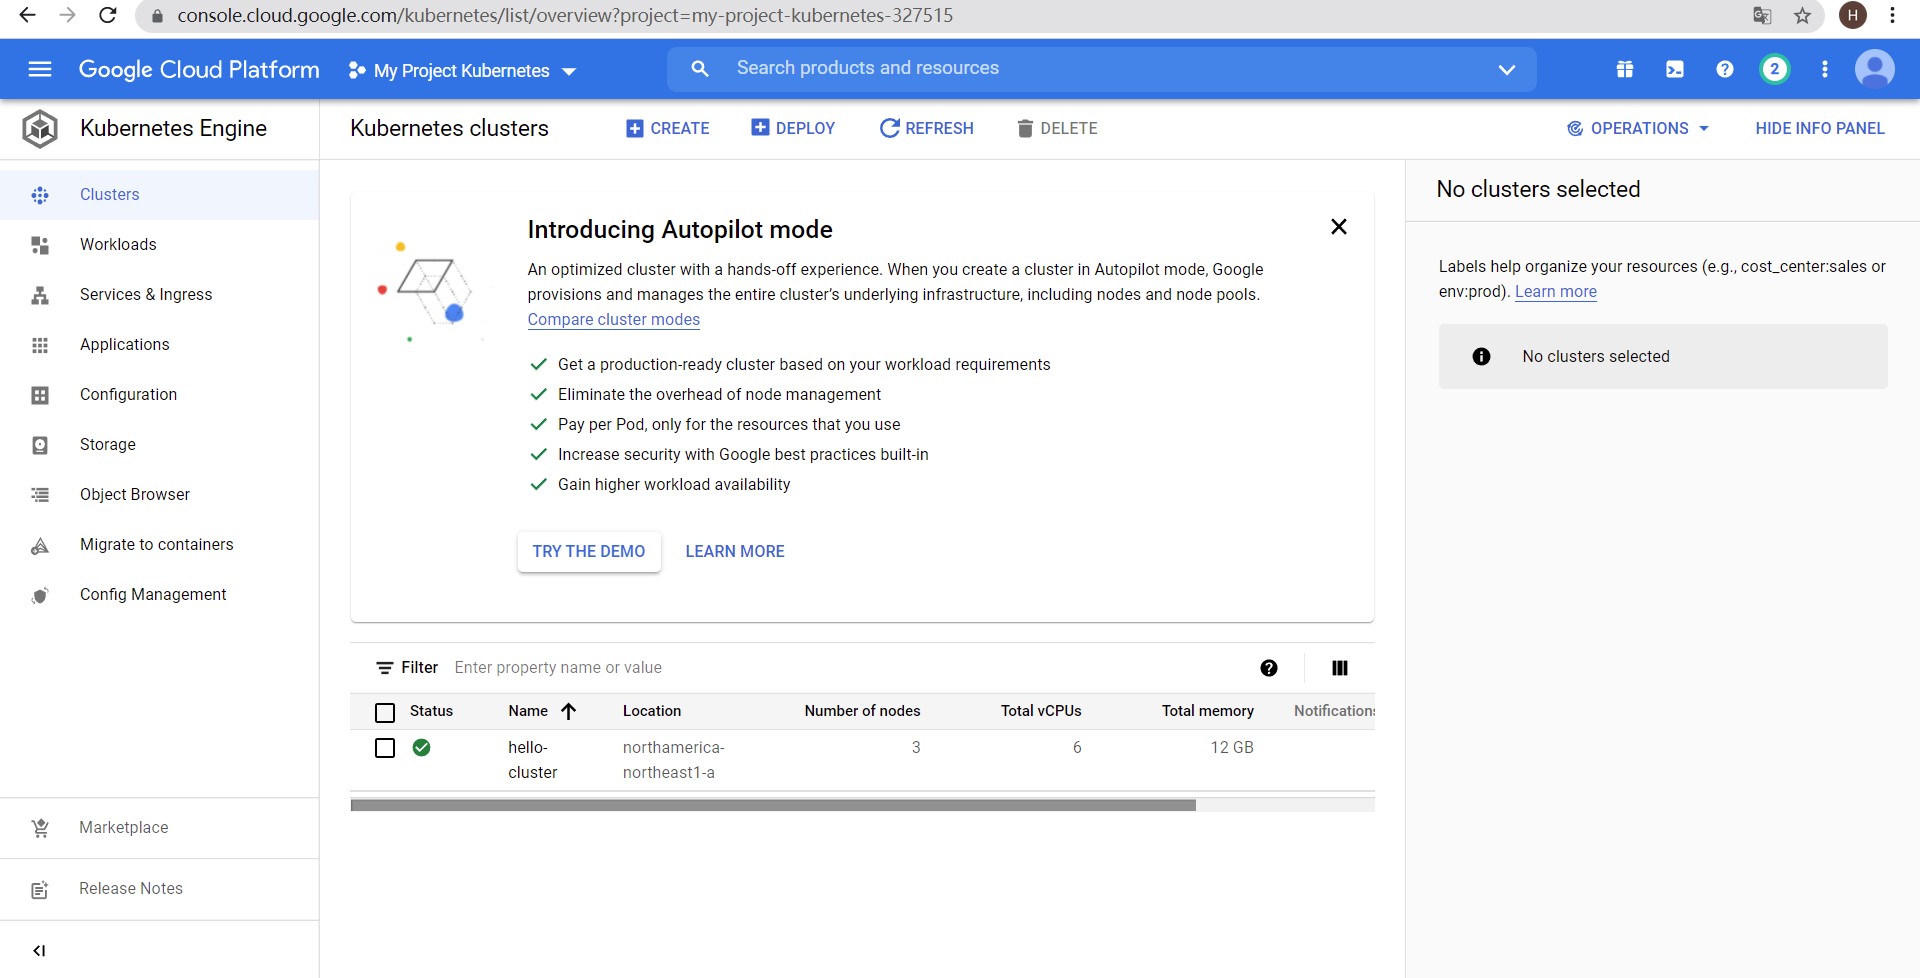 console.cloud.google.com/kubernetes/list/overview?project=my-project-kubernetes-327515
H
Google Cloud Platform
My Project Kubernetes
Search products and resources
2
Kubernetes Engine
Kubernetes clusters
CREATE
DEPLOY
REFRESH
DELETE
OPERATIONS
HIDE INFO PANEL
Clusters
Workloads
Services & Ingress
Applications
Configuration
Storage
Object Browser
Migrate to containers
Config Management
Marketplace
Release Notes
Introducing Autopilot mode
An optimized cluster with a hands-off experience. When you create a cluster in Autopilot mode, Google
provisions and manages the entire cluster’s underlying infrastructure, including nodes and node pools.
Compare cluster modes
Get a production-ready cluster based on your workload requirements
Eliminate the overhead of node management
Pay per Pod, only for the resources that you use
Increase security with Google best practices built-in
Gain higher workload availability
TRY THE DEMO
LEARN MORE
Filter Enter property name or value
Status Name Location Number of nodes Total vCPUs Total memory Notifications
hello- northamerica- 3 6 12 GB
cluster northeast1-a
No clusters selected
Labels help organize your resources (e.g., cost_center:sales or
env:prod). Learn more
No clusters selected